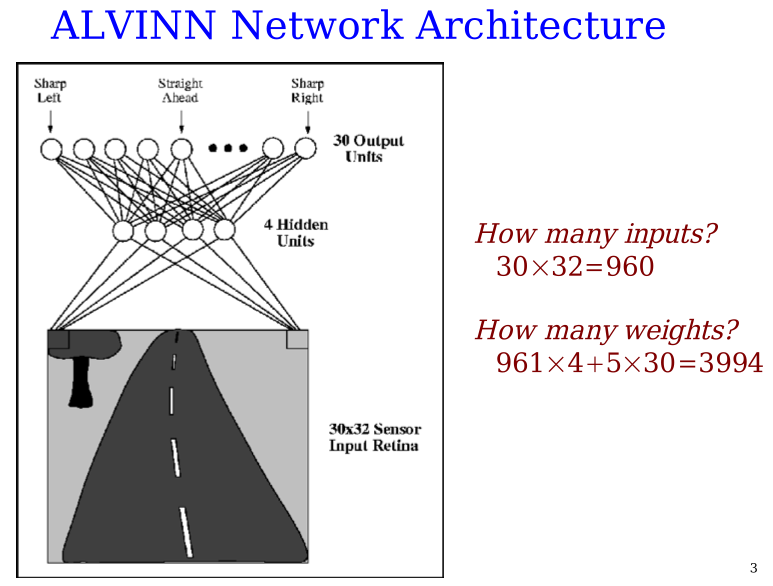 ALVINN Network Architecture
Sharp Left
Straight Ahead
Sharp Right
30 Output
Units
4 Hidden
Units
30x32 Sensor
Input Retina
How many inputs?
30×32=960
How many weights?
961×4+5×30=3994
3